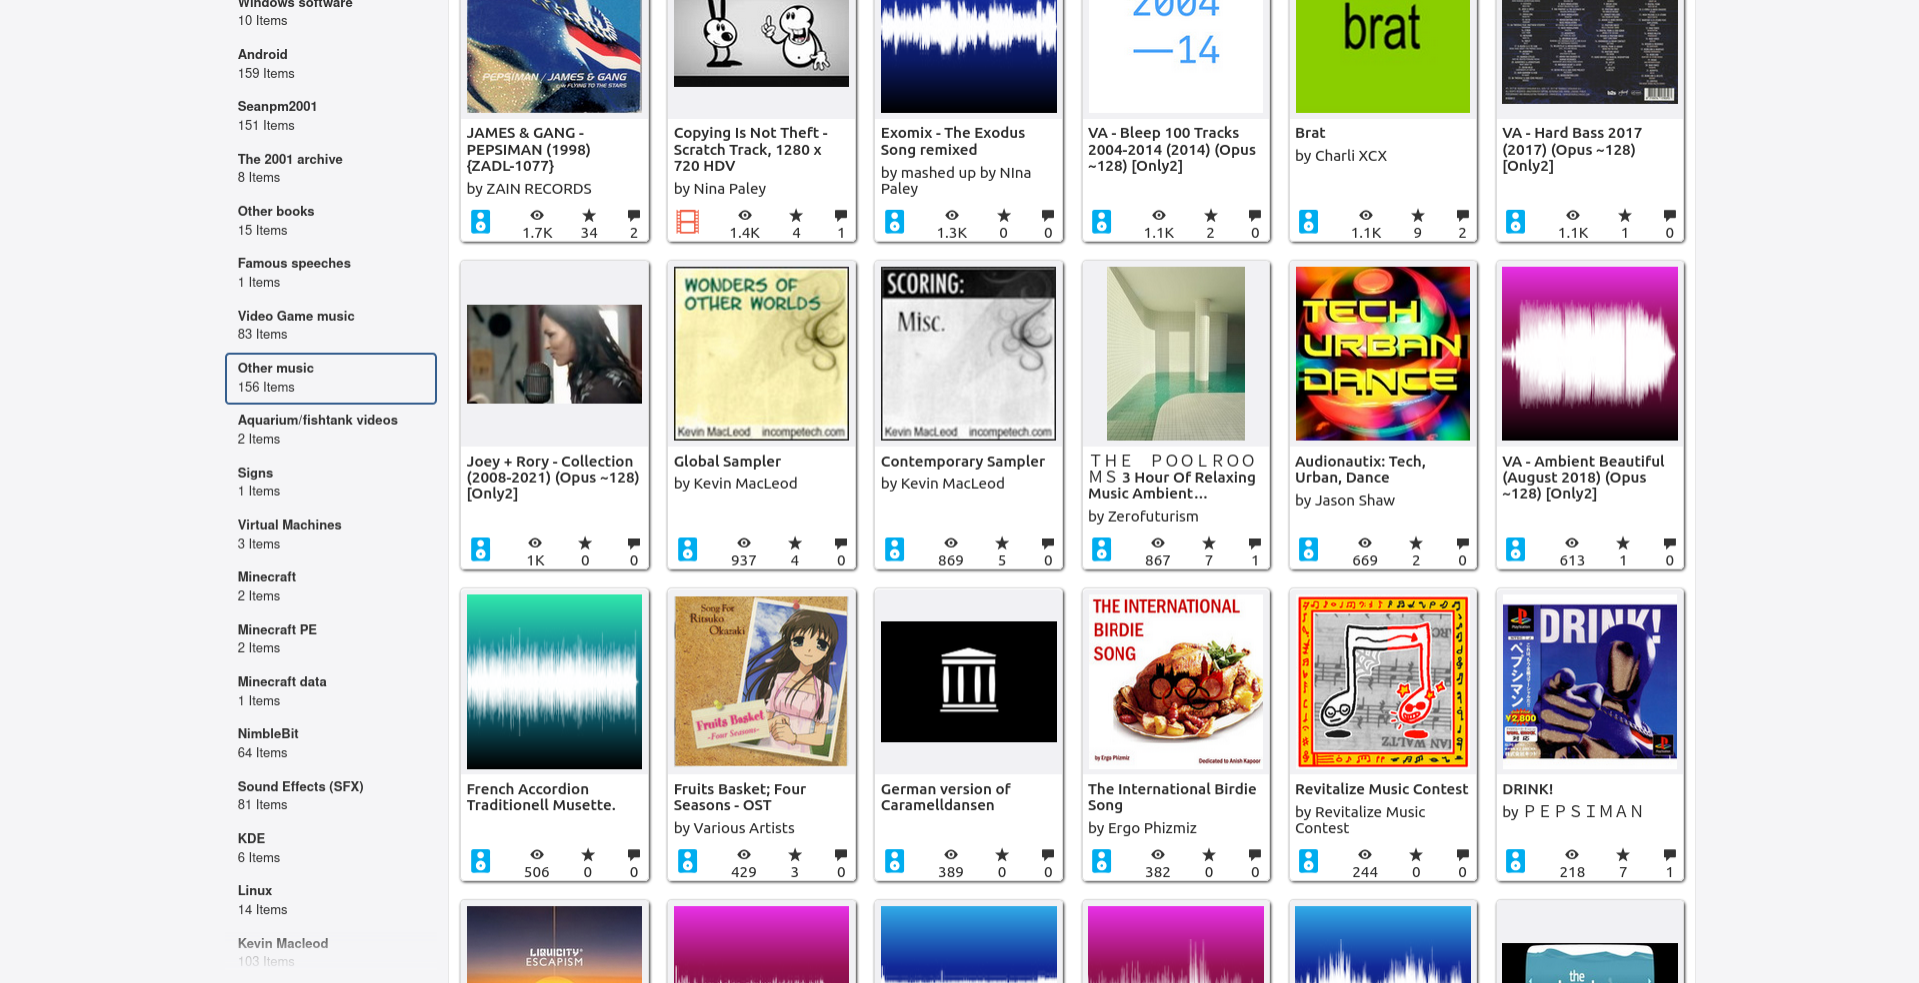 Windows software
10 Items
Android
159 Items
Seanpm2001
151 Items
The 2001 archive
8 Items
Other books
15 Items
Famous speeches
1 Items
Video Game music
83 Items
Other music
156 Items
Aquarium/fishtank videos
2 Items
Signs
1 Items
Virtual Machines
3 Items
Minecraft
2 Items
Minecraft PE
2 Items
Minecraft data
1 Items
NimbleBit
64 Items
Sound Effects (SFX)
81 Items
KDE
6 Items
Linux
14 Items
Kevin Macleod
103 Items
PEPSIMAN / JAMES & GANG
FLYING TO THE STARS
JAMES & GANG -
PEPSIMAN (1998)
{ZADL-1077}
by ZAIN RECORDS
1.7K 34 2
Copying Is Not Theft -
Scratch Track, 1280 x
720 HDV
by Nina Paley
1.4K 4 1
Exomix - The Exodus
Song remixed
by mashed up by NIna
Paley
1.3K 0 0
2004
—14
VA - Bleep 100 Tracks
2004-2014 (2014) (Opus
~128) [Only2]
1.1K 2 0
brat
Brat
by Charli XCX
1.1K 9 2
VA - Hard Bass 2017
(2017) (Opus ~128)
[Only2]
1.1K 1 0
Joey + Rory - Collection
(2008-2021) (Opus ~128)
[Only2]
1K 0 0
WONDERS OF
OTHER WORLDS
Kevin MacLeod incompetech.com
Global Sampler
by Kevin MacLeod
937 4 0
SCORING:
Misc.
Kevin MacLeod incompetech.com
Contemporary Sampler
by Kevin MacLeod
869 5 0
ＴＨＥ　ＰＯＯＬＲＯＯ
ＭＳ 3 Hour Of Relaxing
Music Ambient…
by Zerofuturism
867 7 1
TECH
URBAN
DANCE
Audionautix: Tech,
Urban, Dance
by Jason Shaw
669 2 0
VA - Ambient Beautiful
(August 2018) (Opus
~128) [Only2]
613 1 0
French Accordion
Traditionell Musette.
506 0 0
Song For
Ritsuko
Okazaki
Fruits Basket
-Four Seasons-
Fruits Basket; Four
Seasons - OST
by Various Artists
429 3 0
German version of
Caramelldansen
389 0 0
THE INTERNATIONAL
BIRDIE
SONG
by Ergo Phizmiz Dedicated to Anish Kapoor
The International Birdie
Song
by Ergo Phizmiz
382 0 0
Revitalize Music Contest
by Revitalize Music
Contest
244 0 0
DRINK!
ペプシマン
¥2,800
DRINK!
by ＰＥＰＳＩＭＡＮ
218 7 1
LIQUICITY
ESCAPISM
the